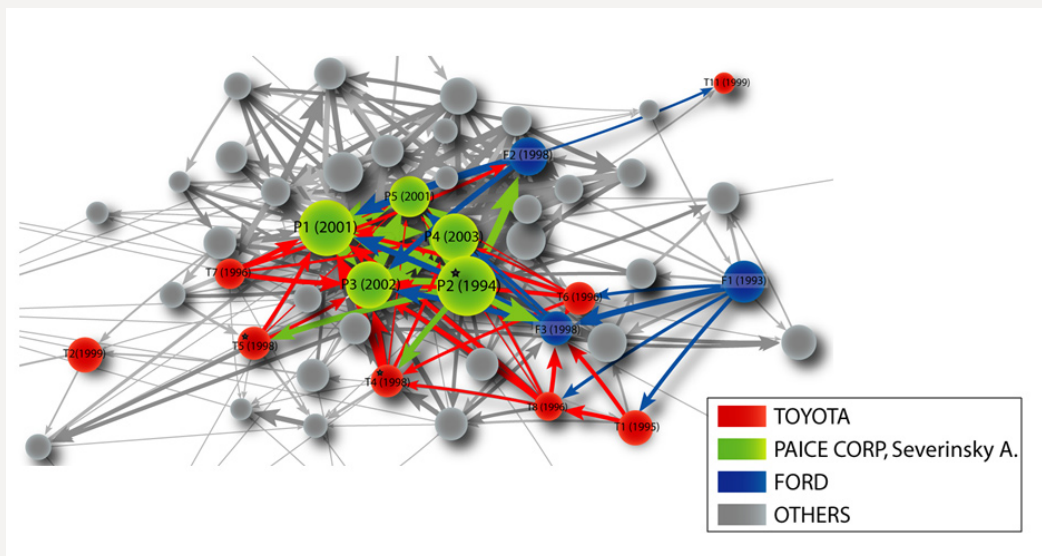 T11 (1999)
F2 (1998)
P5 (2001)
P1 (2001)
P4 (2003)
T7 (1996)
P3 (2002)
P2 (1994)
F1 (1993)
T6 (1996)
F3 (1998)
T5 (1998)
T2(1999)
T4 (1998)
T8 (1996)
T1 (1995)
TOYOTA
PAICE CORP, Severinsky A.
FORD
OTHERS